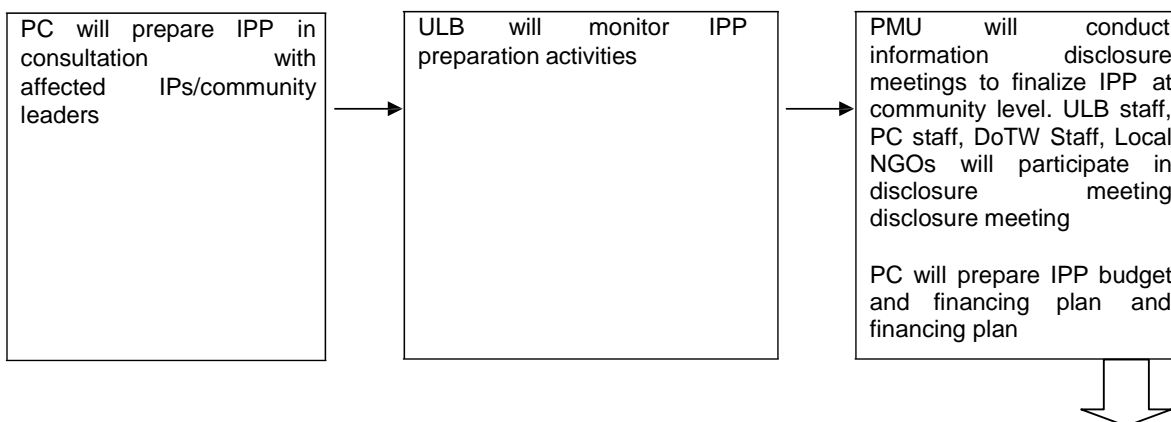 PC will prepare IPP in
consultation with
affected IPs/community
leaders
ULB will monitor IPP
preparation activities
PMU will conduct
information disclosure
meetings to finalize IPP at
community level. ULB staff,
PC staff, DoTW Staff, Local
NGOs will participate in
disclosure meeting
disclosure meeting
PC will prepare IPP budget
and financing plan and
financing plan